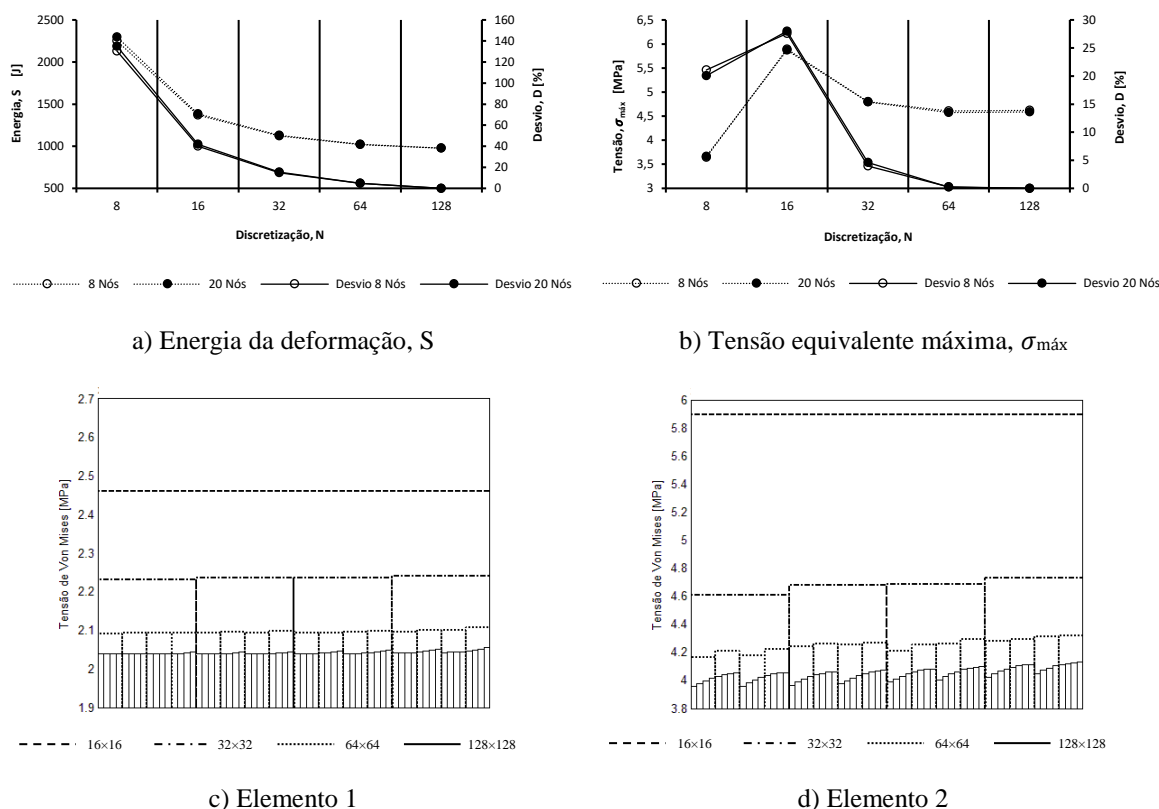 2500
2000
1500
1000
500
Energia, S [J]
160
140
120
100
80
60
40
20
0
Desvio, D [%]
8 16 32 64 128
Discretização, N
8 Nós 20 Nós Desvio 8 Nós Desvio 20 Nós
a) Energia da deformação, S
6,5
6
5,5
5
4,5
4
3,5
3
Tensão, σmáx [MPa]
30
25
20
15
10
5
0
Desvio, D [%]
8 16 32 64 128
Discretização, N
8 Nós 20 Nós Desvio 8 Nós Desvio 20 Nós
b) Tensão equivalente máxima, σmáx
2.7
2.6
2.5
2.4
2.3
2.2
2.1
2
1.9
Tensão de Von Mises [MPa]
16×16 32×32 64×64 128×128
c) Elemento 1
6
5.8
5.6
5.4
5.2
5
4.8
4.6
4.4
4.2
4
3.8
Tensão de Von Mises [MPa]
16×16 32×32 64×64 128×128
d) Elemento 2